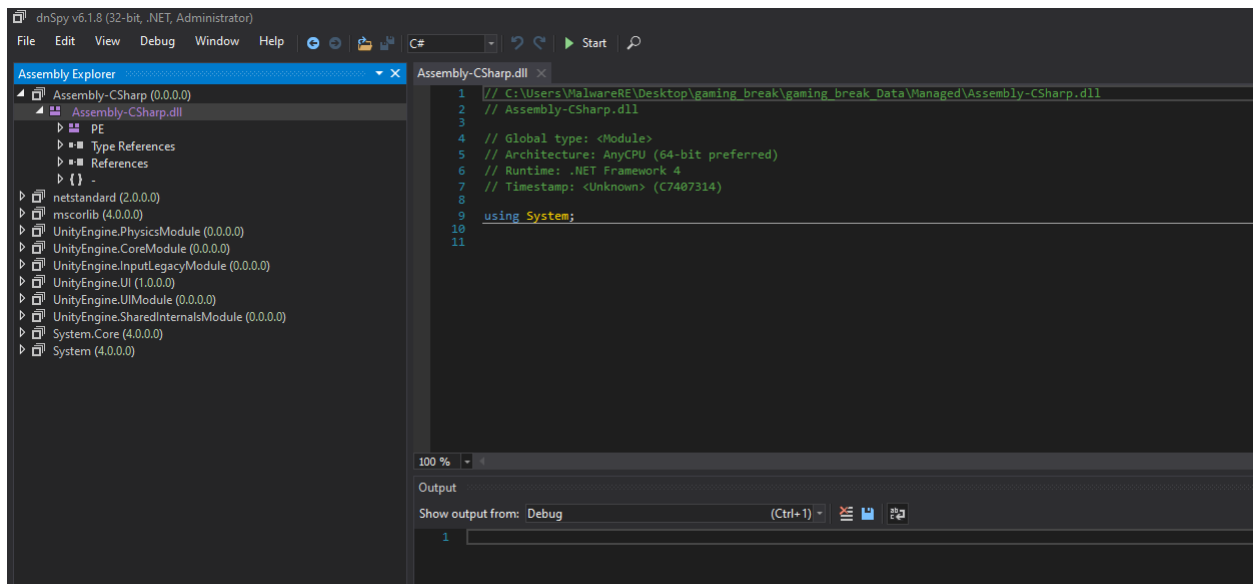 dnSpy v6.1.8 (32-bit, .NET, Administrator)
File Edit View Debug Window Help C# Start
Assembly Explorer
Assembly-CSharp (0.0.0.0)
Assembly-CSharp.dll
PE
Type References
References
{ } -
netstandard (2.0.0.0)
mscorlib (4.0.0.0)
UnityEngine.PhysicsModule (0.0.0.0)
UnityEngine.CoreModule (0.0.0.0)
UnityEngine.InputLegacyModule (0.0.0.0)
UnityEngine.UI (1.0.0.0)
UnityEngine.UIModule (0.0.0.0)
UnityEngine.SharedInternalsModule (0.0.0.0)
System.Core (4.0.0.0)
System (4.0.0.0)
Assembly-CSharp.dll
1 // C:\Users\MalwareRE\Desktop\gaming_break\gaming_break_Data\Managed\Assembly-CSharp.dll
2 // Assembly-CSharp.dll
3
4 // Global type: <Module>
5 // Architecture: AnyCPU (64-bit preferred)
6 // Runtime: .NET Framework 4
7 // Timestamp: <Unknown> (C7407314)
8
9 using System;
10
11
100 %
Output
Show output from: Debug (Ctrl+1)
1